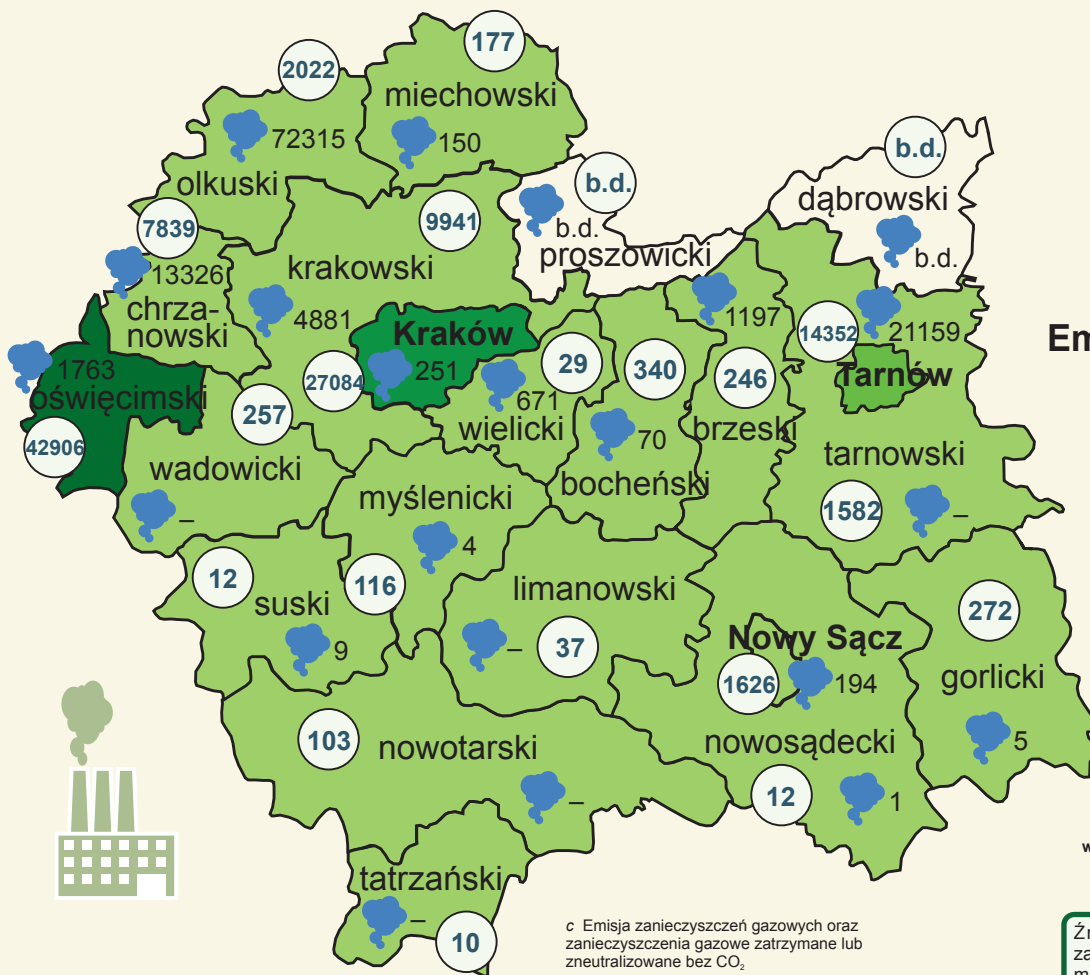 2022
177
miechowski
72315
150
olkuski
b.d.
b.d.
dąbrowski
b.d.
7839
9941
b.d.
proszowicki
13326
krakowski
chrza-
nowski
4881
1197
14352
21159
Kraków
Em
1763
251
29
340
Tarnów
oświęcimski
27084
671
246
257
wielicki
70
brzeski
42906
wadowicki
bocheński
tarnowski
–
myślenicki
1582
–
4
12
116
limanowski
272
suski
9
–
37
Nowy Sącz
1626
194
gorlicki
103
nowotarski
nowosądecki
5
–
12
1
w
tatrzański
–
10
c Emisja zanieczyszczeń gazowych oraz
zanieczyszczenia gazowe zatrzymane lub
zneutralizowane bez CO₂
Źr
za